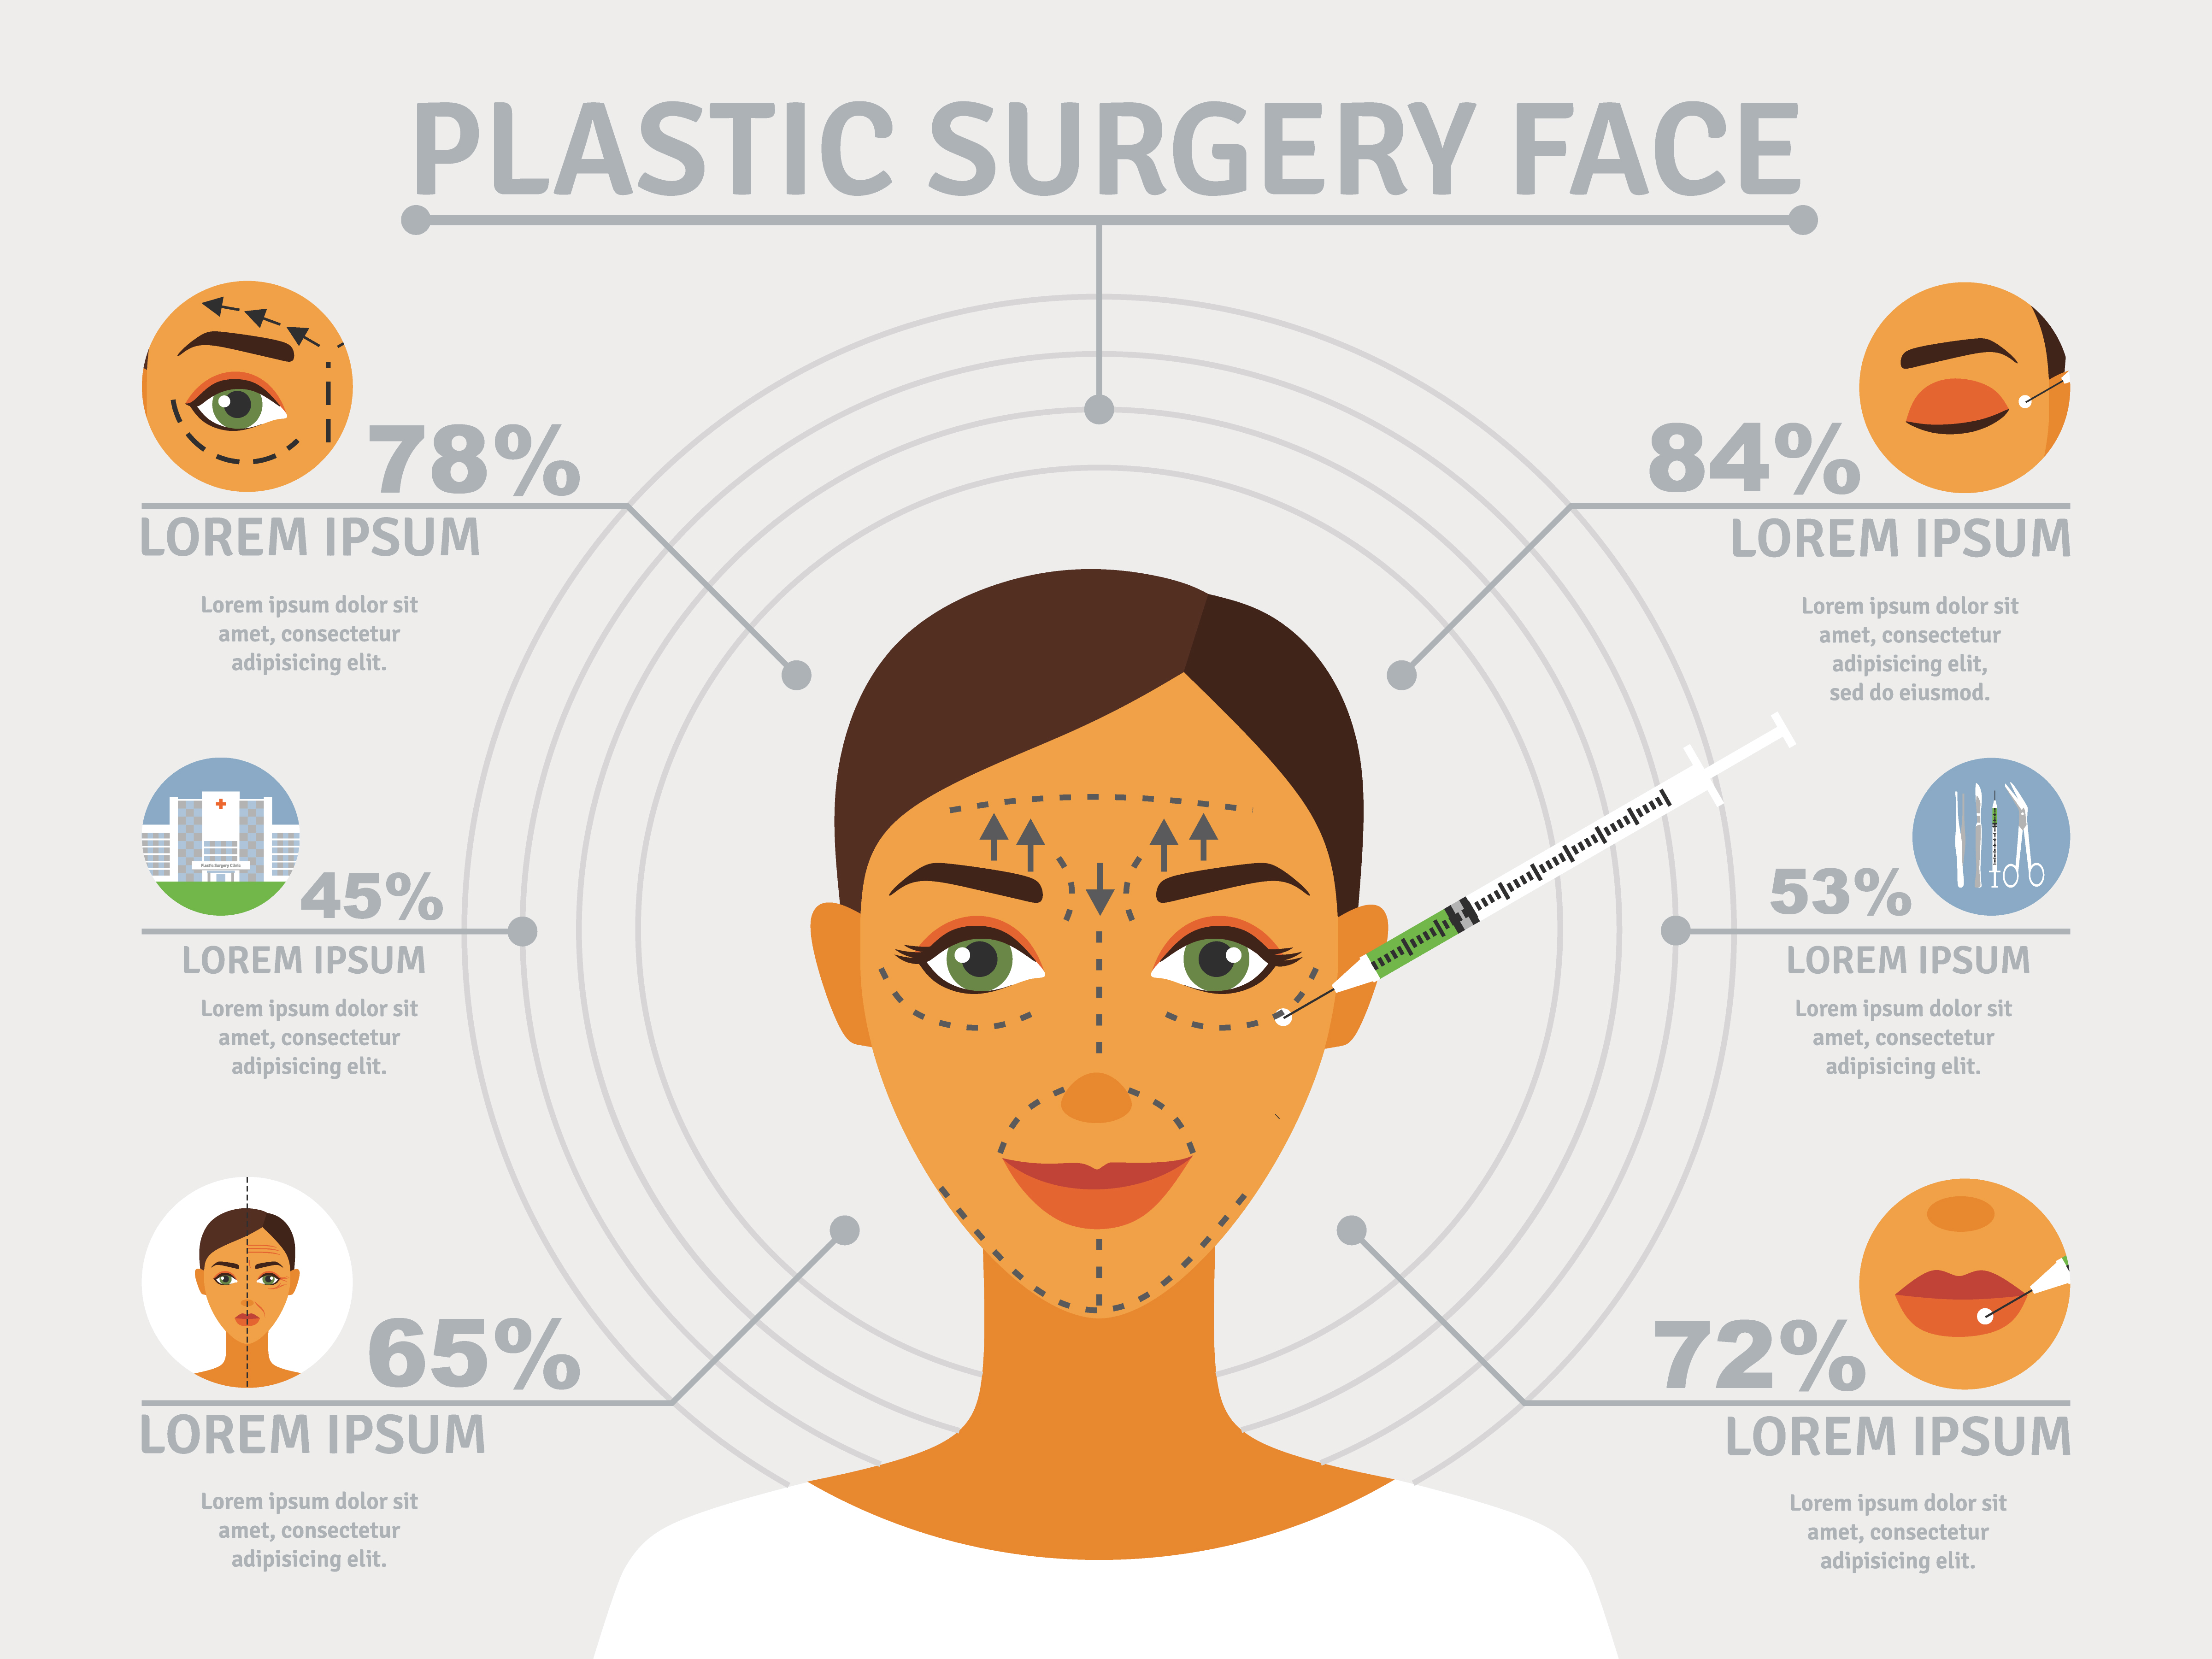 PLASTIC SURGERY FACE
78%
LOREM IPSUM
Lorem ipsum dolor sit
amet, consectetur
adipisicing elit.
84%
LOREM IPSUM
Lorem ipsum dolor sit
amet, consectetur
adipisicing elit,
sed do eiusmod.
Plastic Surgery Clinic
45%
LOREM IPSUM
Lorem ipsum dolor sit
amet, consectetur
adipisicing elit.
53%
LOREM IPSUM
Lorem ipsum dolor sit
amet, consectetur
adipisicing elit.
65%
LOREM IPSUM
Lorem ipsum dolor sit
amet, consectetur
adipisicing elit.
72%
LOREM IPSUM
Lorem ipsum dolor sit
amet, consectetur
adipisicing elit.